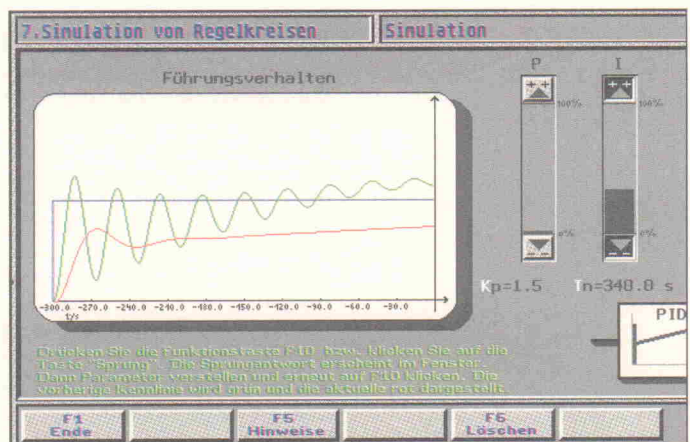 7.Simulation von Regelkreisen
Simulation
Führungsverhalten
P
I
++
++
100%
100%
0%
0%
--
--
Kp=1.5
Tn=348.8 s
-300.0 -270.0 -240.0 -210.0 -180.0 -150.0 -120.0 -90.0 -60.0 -30.0
t/s
PID
Drücken Sie die Funktionstaste F10 bzw. klicken Sie auf die
Taste "Sprung". Die Sprungantwort erscheint im Fenster.
Dann Parameter verstellen und erneut auf F10 klicken. Die
vorherige Kennlinie wird grün und die aktuelle rot dargestellt.
F1
Ende
F5
Hinweise
F6
Löschen